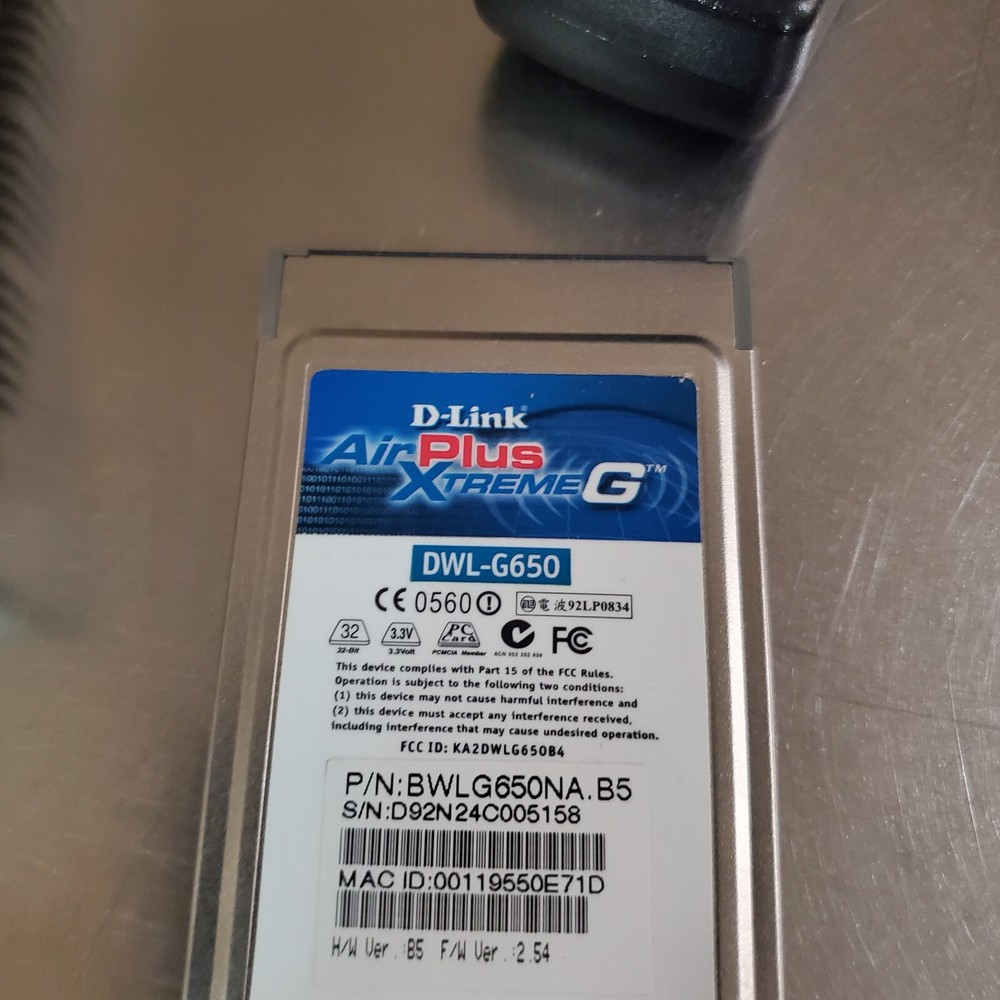 D-Link
AirPlus
XTREME G™
DWL-G650
CE 0560 電波92LP0834
32 3.3V PC Card FC
32-Bit 3.3Volt PCMCIA Member
This device complies with Part 15 of the FCC Rules.
Operation is subject to the following two conditions:
(1) this device may not cause harmful interference and
(2) this device must accept any interference received,
including interference that may cause undesired operation.
FCC ID: KA2DWLG650B4
P/N:BWLG650NA.B5
S/N:D92N24C005158
MAC ID:00119550E71D
H/W Ver.:B5 F/W Ver.:2.54